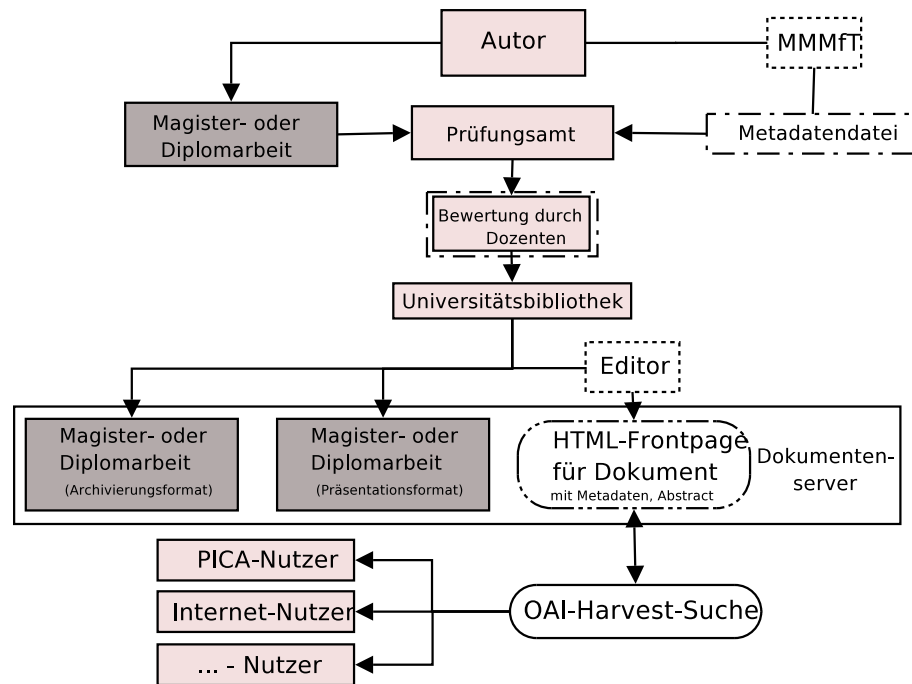 Autor
MMMfT
Magister- oder
Diplomarbeit
Prüfungsamt
Metadatendatei
Bewertung durch
Dozenten
Universitätsbibliothek
Editor
Magister- oder
Diplomarbeit
(Archivierungsformat)
Magister- oder
Diplomarbeit
(Präsentationsformat)
HTML-Frontpage
für Dokument
mit Metadaten, Abstract
Dokumenten-
server
PICA-Nutzer
Internet-Nutzer
... - Nutzer
OAI-Harvest-Suche